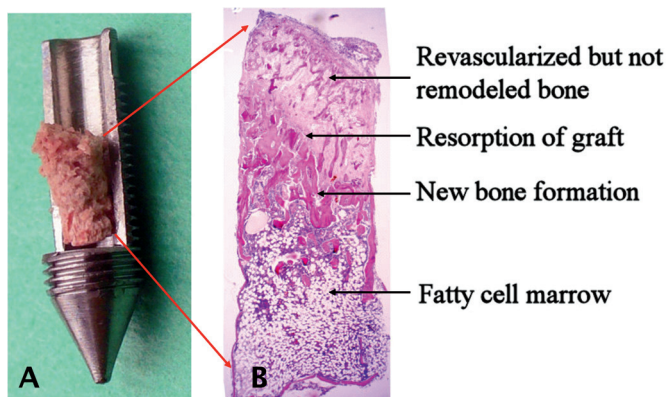 A
B
Revascularized but not
remodeled bone
Resorption of graft
New bone formation
Fatty cell marrow